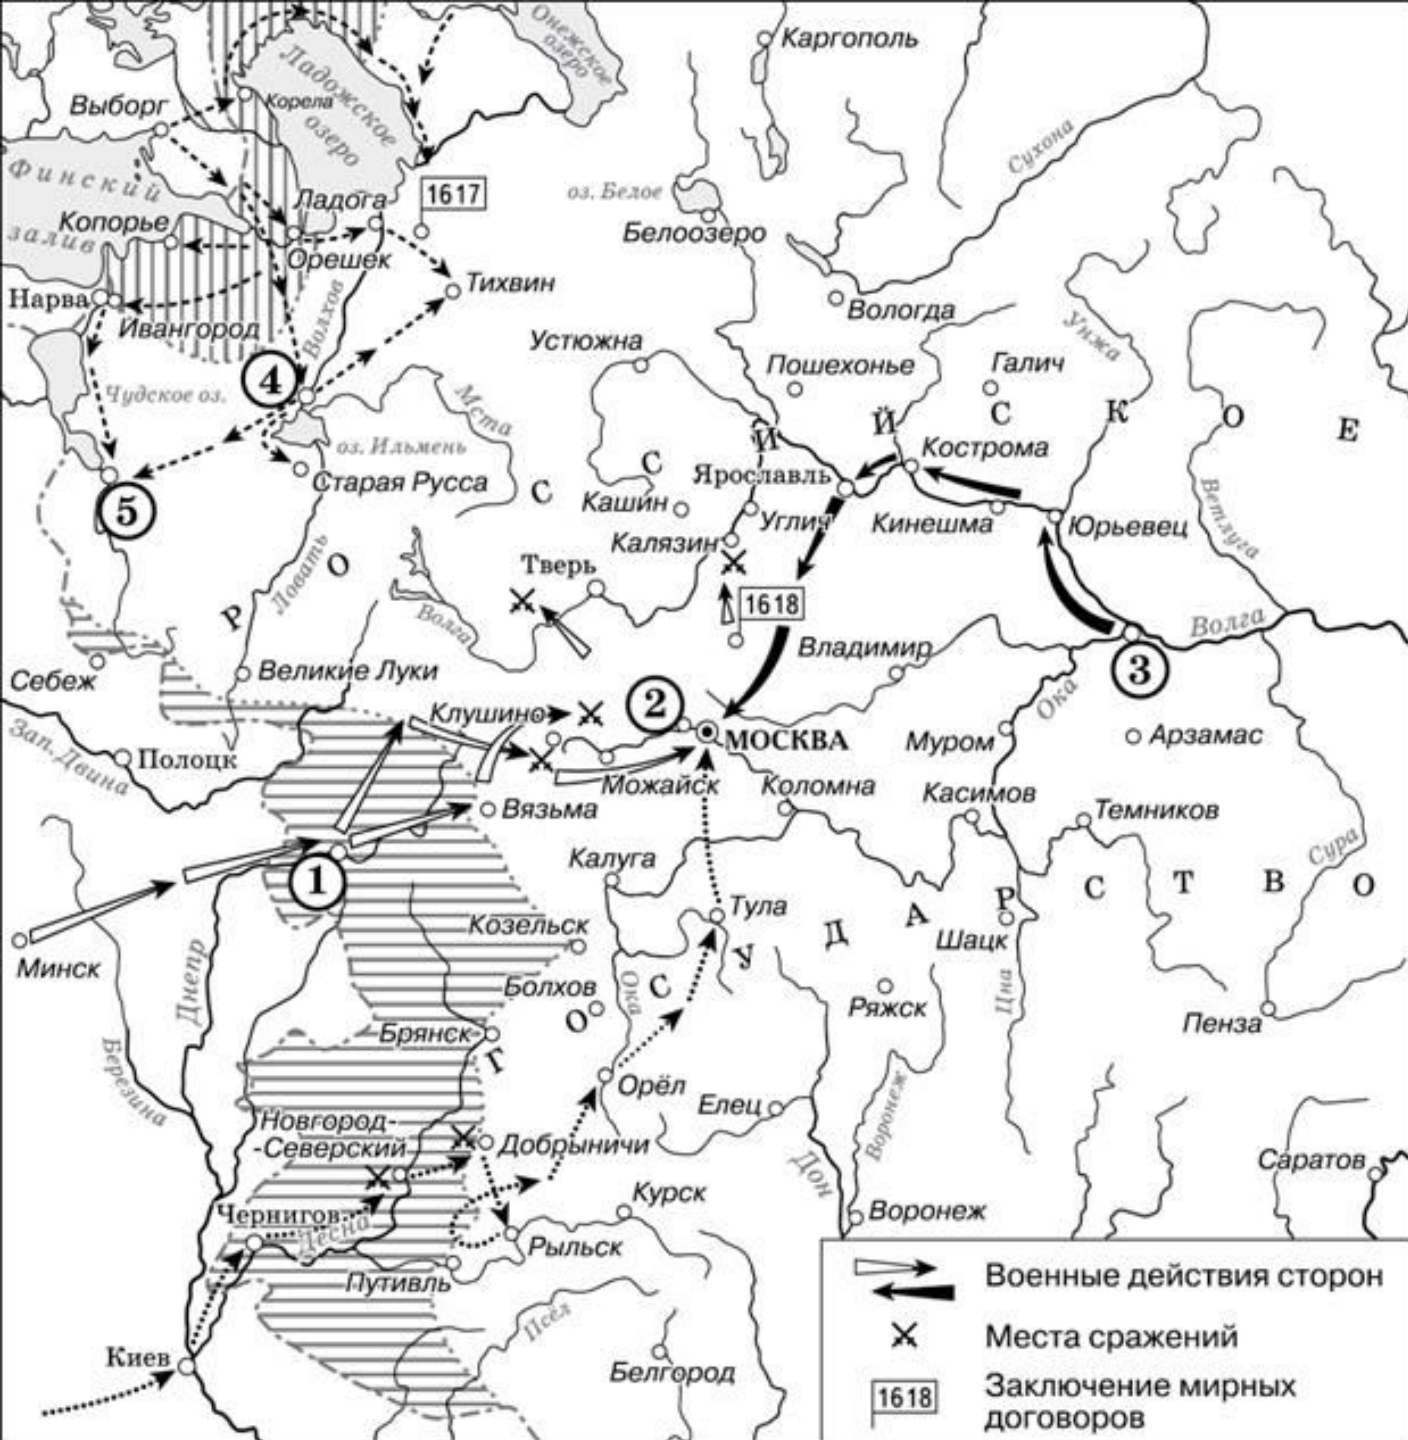 Онежское
озеро
Каргополь
Ладожское
озеро
Корела
Выборг
Сухона
Финский
залив
Ладога
1617
оз. Белое
Белоозеро
Копорье
Орешек
Тихвин
Нарва
Ивангород
Волхов
Вологда
Унжа
Устюжна
Пошехонье
Галич
4
Чудское оз.
Мста
оз. Ильмень
Старая Русса
РОССИЙСКОЕ
Кострома
Ярославль
Кашин
Углич
Кинешма
Юрьевец
Ветлуга
5
Калязин
Ловать
Тверь
1618
Волга
Волга
Владимир
3
Себеж
Великие Луки
2
Клушино
МОСКВА
Ока
Муром
Арзамас
Зап. Двина
Полоцк
Можайск
Коломна
Касимов
Темников
Вязьма
Сура
1
Калуга
ГОСУДАРСТВО
Козельск
Тула
Шацк
Минск
Днепр
Болхов
Ока
Ряжск
Цна
Пенза
Брянск
Березина
Орёл
Елец
Воронеж
Новгород-
-Северский
Добрыничи
Дон
Саратов
Чернигов
Десна
Курск
Воронеж
Рыльск
Путивль
Псёл
Киев
Белгород
Военные действия сторон
Места сражений
1618
Заключение мирных
договоров